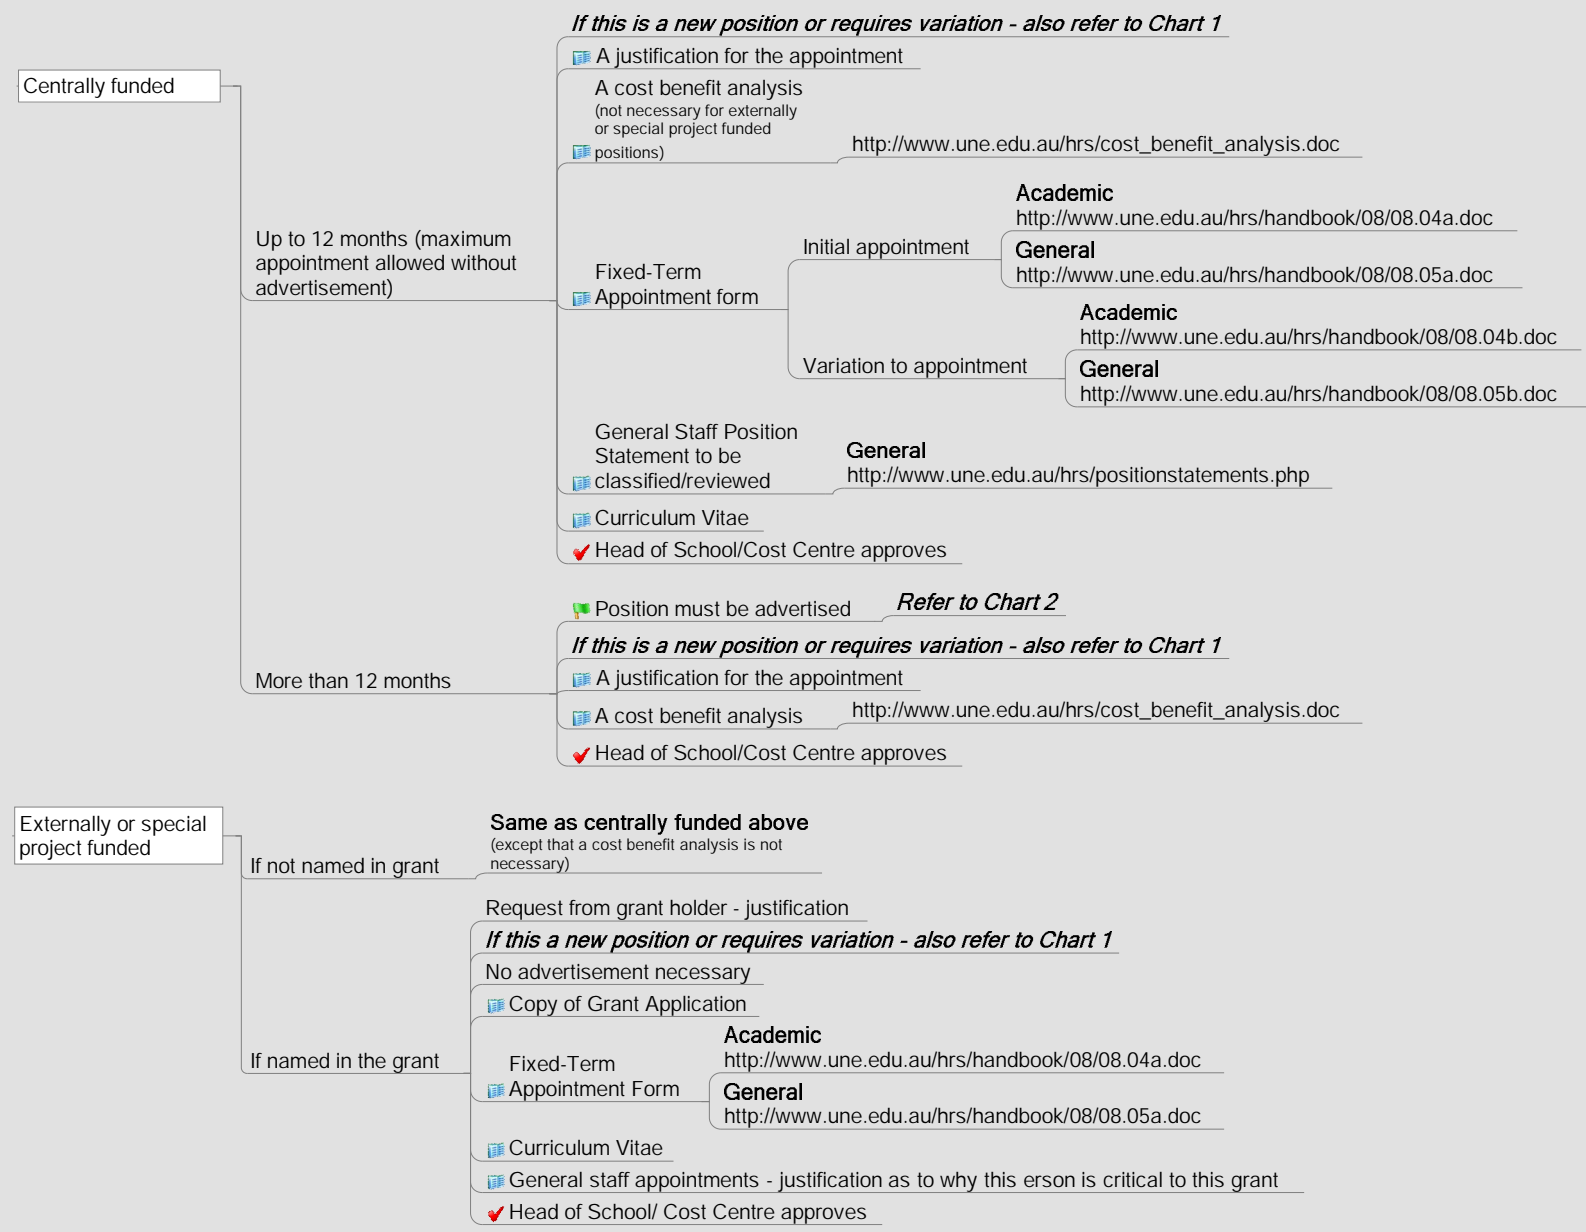 Centrally funded
Up to 12 months (maximum
appointment allowed without
advertisement)
If this is a new position or requires variation - also refer to Chart 1
A justification for the appointment
A cost benefit analysis
(not necessary for externally
or special project funded
positions)
http://www.une.edu.au/hrs/cost_benefit_analysis.doc
Fixed-Term
Appointment form
Initial appointment
Academic
http://www.une.edu.au/hrs/handbook/08/08.04a.doc
General
http://www.une.edu.au/hrs/handbook/08/08.05a.doc
Variation to appointment
Academic
http://www.une.edu.au/hrs/handbook/08/08.04b.doc
General
http://www.une.edu.au/hrs/handbook/08/08.05b.doc
General Staff Position
Statement to be
classified/reviewed
General
http://www.une.edu.au/hrs/positionstatements.php
Curriculum Vitae
Head of School/Cost Centre approves
More than 12 months
Position must be advertised
Refer to Chart 2
If this is a new position or requires variation - also refer to Chart 1
A justification for the appointment
A cost benefit analysis
http://www.une.edu.au/hrs/cost_benefit_analysis.doc
Head of School/Cost Centre approves
Externally or special
project funded
If not named in grant
Same as centrally funded above
(except that a cost benefit analysis is not
necessary)
If named in the grant
Request from grant holder - justification
If this a new position or requires variation - also refer to Chart 1
No advertisement necessary
Copy of Grant Application
Fixed-Term
Appointment Form
Academic
http://www.une.edu.au/hrs/handbook/08/08.04a.doc
General
http://www.une.edu.au/hrs/handbook/08/08.05a.doc
Curriculum Vitae
General staff appointments - justification as to why this erson is critical to this grant
Head of School/ Cost Centre approves